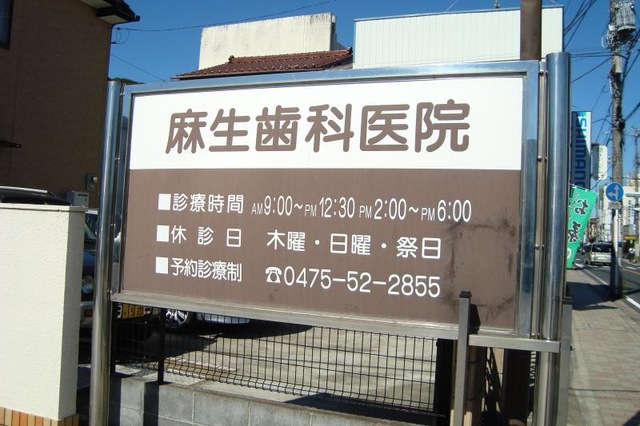 麻生歯科医院
■診療時間 AM9:00～PM12:30 PM2:00～PM6:00
■休診日 木曜・日曜・祭日
■予約診療制 ☎0475-52-2855